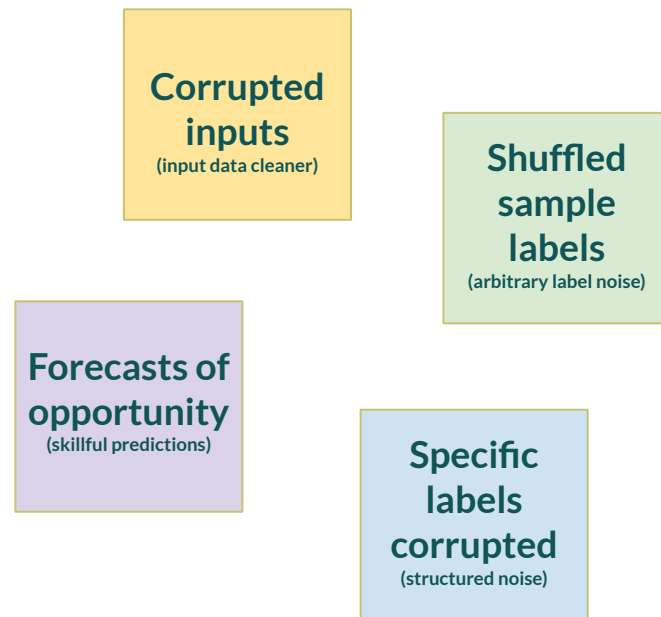 Corrupted
inputs
(input data cleaner)
Shuffled
sample
labels
(arbitrary label noise)
Forecasts of
opportunity
(skillful predictions)
Specific
labels
corrupted
(structured noise)